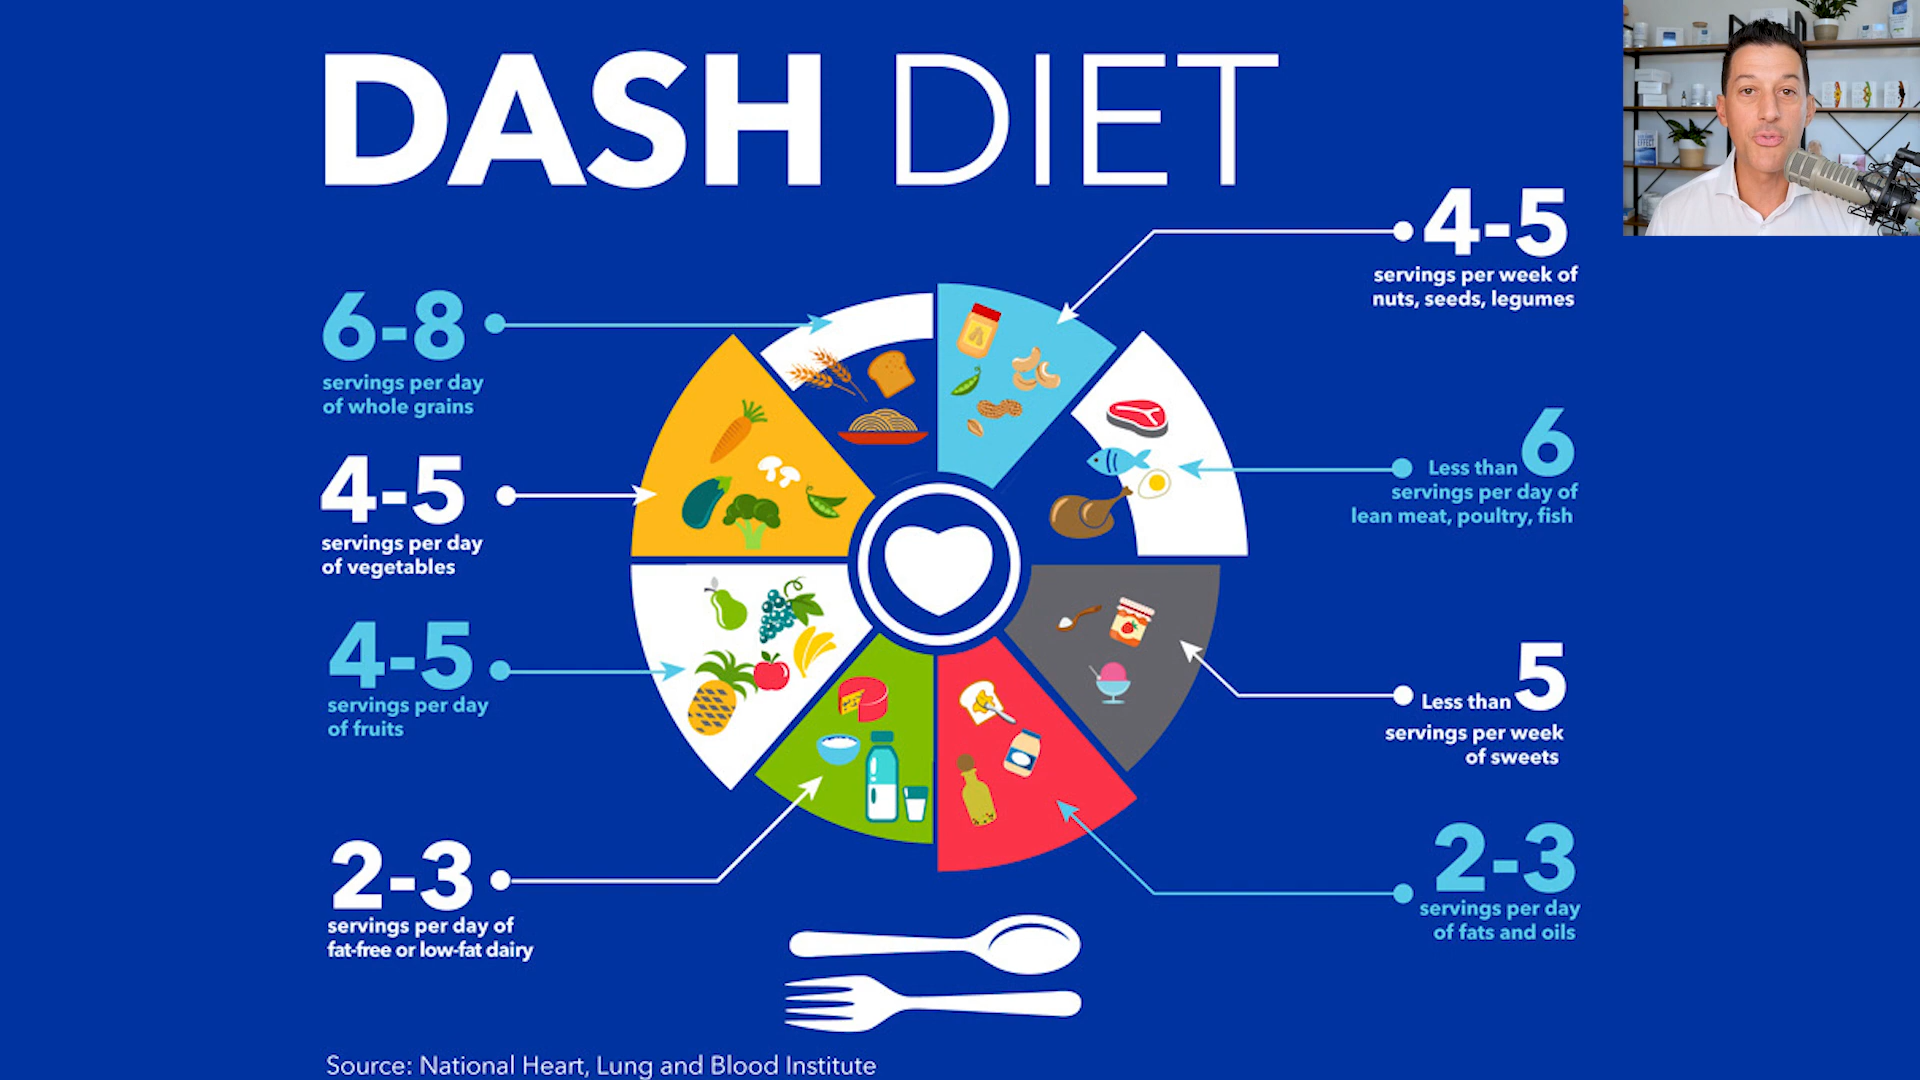 DASH DIET
6-8
servings per day
of whole grains
4-5
servings per day
of vegetables
4-5
servings per day
of fruits
2-3
servings per day of
fat-free or low-fat dairy
4-5
servings per week of
nuts, seeds, legumes
Less than 6
servings per day of
lean meat, poultry, fish
Less than 5
servings per week
of sweets
2-3
servings per day
of fats and oils
Source: National Heart, Lung and Blood Institute
EFFECT